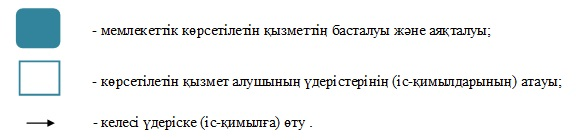 - мемлекеттік көрсетілетін қызметтің басталуы және аяқталуы;
- көрсетілетін қызмет алушының үдерістерінің (іс-қимылдарының) атауы;
- келесі үдеріске (іс-қимылға) өту .